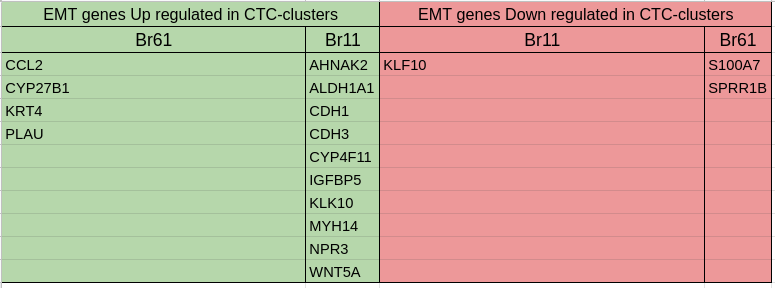 EMT genes Up regulated in CTC-clusters EMT genes Down regulated in CTC-clusters
Br61 Br11 Br11 Br61
CCL2 AHNAK2 KLF10 S100A7
CYP27B1 ALDH1A1 SPRR1B
KRT4 CDH1
PLAU CDH3
CYP4F11
IGFBP5
KLK10
MYH14
NPR3
WNT5A